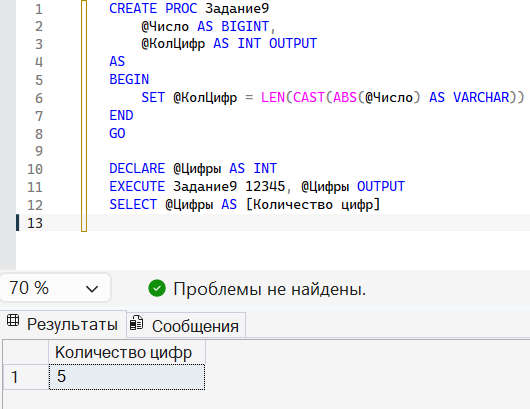 1 CREATE PROC Задание9
2 @Число AS BIGINT,
3 @КолЦифр AS INT OUTPUT
4 AS
5 BEGIN
6 SET @КолЦифр = LEN(CAST(ABS(@Число) AS VARCHAR))
7 END
8 GO
9
10 DECLARE @Цифры AS INT
11 EXECUTE Задание9 12345, @Цифры OUTPUT
12 SELECT @Цифры AS [Количество цифр]
13
70 % Проблемы не найдены.
Результаты Сообщения
Количество цифр
1 5